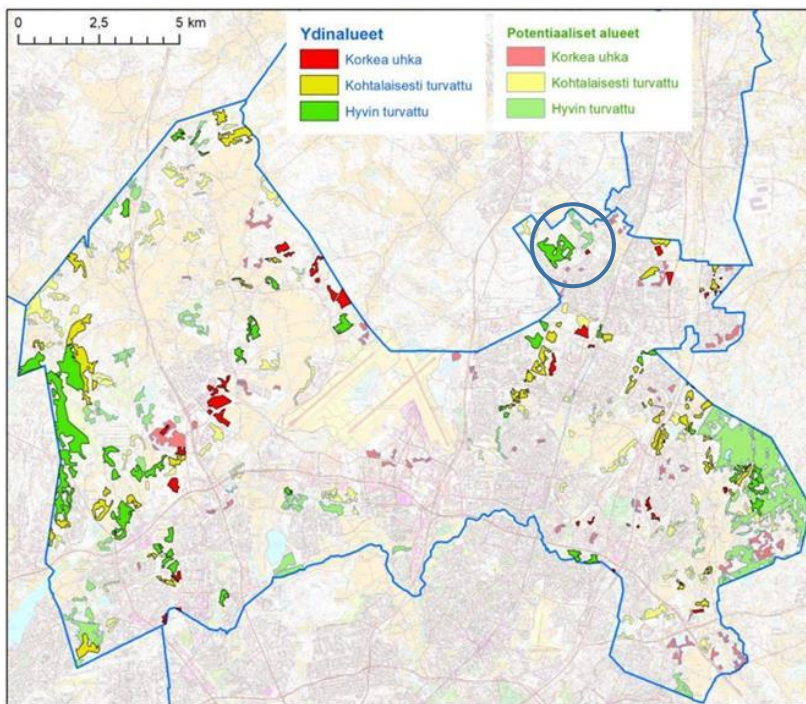 0 2,5 5 km
Ydinalueet
Korkea uhka
Kohtalaisesti turvattu
Hyvin turvattu
Potentiaaliset alueet
Korkea uhka
Kohtalaisesti turvattu
Hyvin turvattu